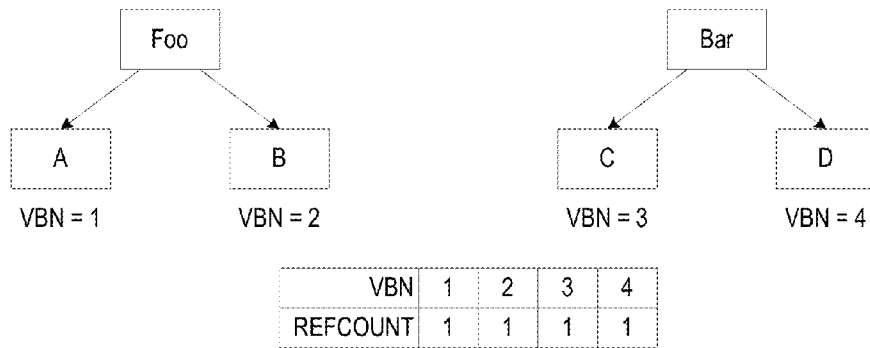 Foo Bar
A B C D
VBN = 1 VBN = 2 VBN = 3 VBN = 4
VBN 1 2 3 4
REFCOUNT 1 1 1 1